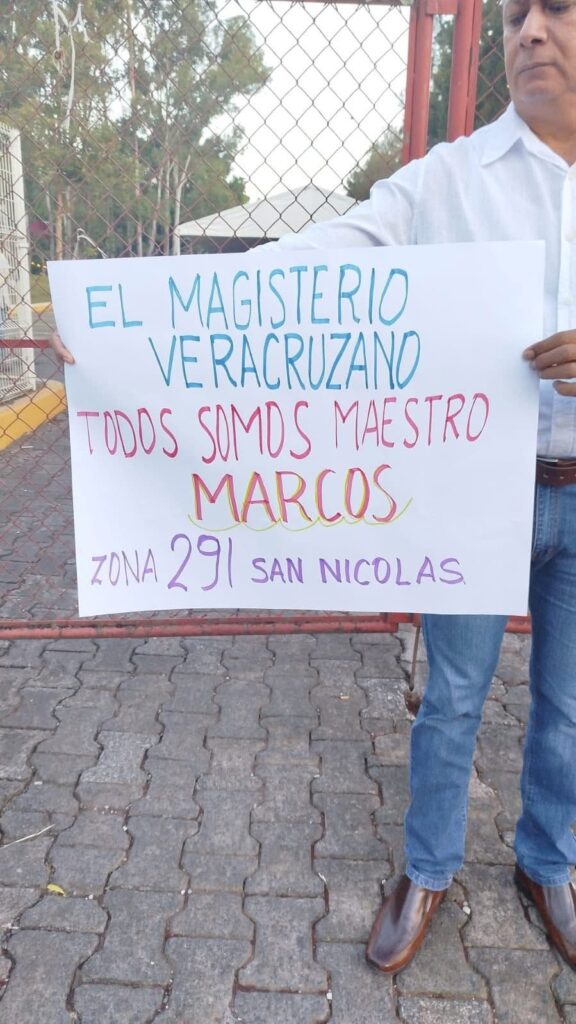 EL MAGISTERIO
VERACRUZANO
TODOS SOMOS MAESTRO
MARCOS
ZONA 291 SAN NICOLAS.